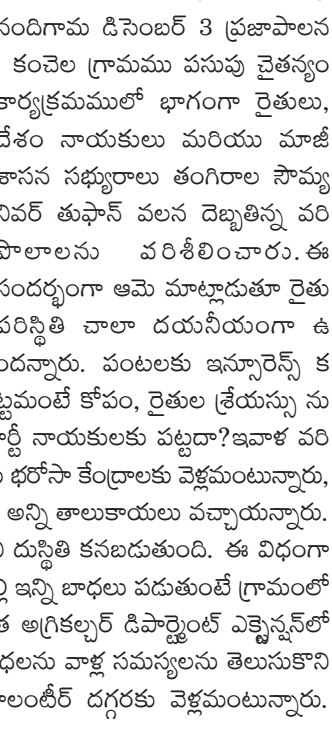 నందిగామ డిసెంబర్ 3 ప్రజాపాలన
కంచెల గ్రామము పసుపు చైతన్యం
కార్యక్రమములో భాగంగా రైతులు,
దేశం నాయకులు మరియు మాజీ
శాసన సభ్యురాలు తంగిరాల సౌమ్య
నివర్ తుఫాన్ వలన దెబ్బతిన్న వరి
పొలాలను వరిశీలించారు.ఈ
సందర్భంగా ఆమె మాట్లాడుతూ రైతు
పరిస్థితి చాలా దయనీయంగా ఉ
ందన్నారు. పంటలకు ఇన్సూరెన్స్ క
ట్టమంటే కోపం, రైతుల శ్రేయస్సు ను
ర్టీ నాయకులకు పట్టదా?ఇవాళ వరి
భరోసా కేంద్రాలకు వెళ్లమంటున్నారు,
అన్ని తాలుకాయలు వచ్చాయన్నారు.
దుస్థితి కనబడుతుంది. ఈ విధంగా
ఇన్ని బాధలు పడుతుంటే గ్రామంలో
త అగ్రికల్చర్ డిపార్ట్మెంట్ ఎక్స్టెన్షన్‌లో
ధలను వాళ్ల సమస్యలను తెలుసుకొని
ాలంటీర్ దగ్గరకు వెళ్లమంటున్నారు.